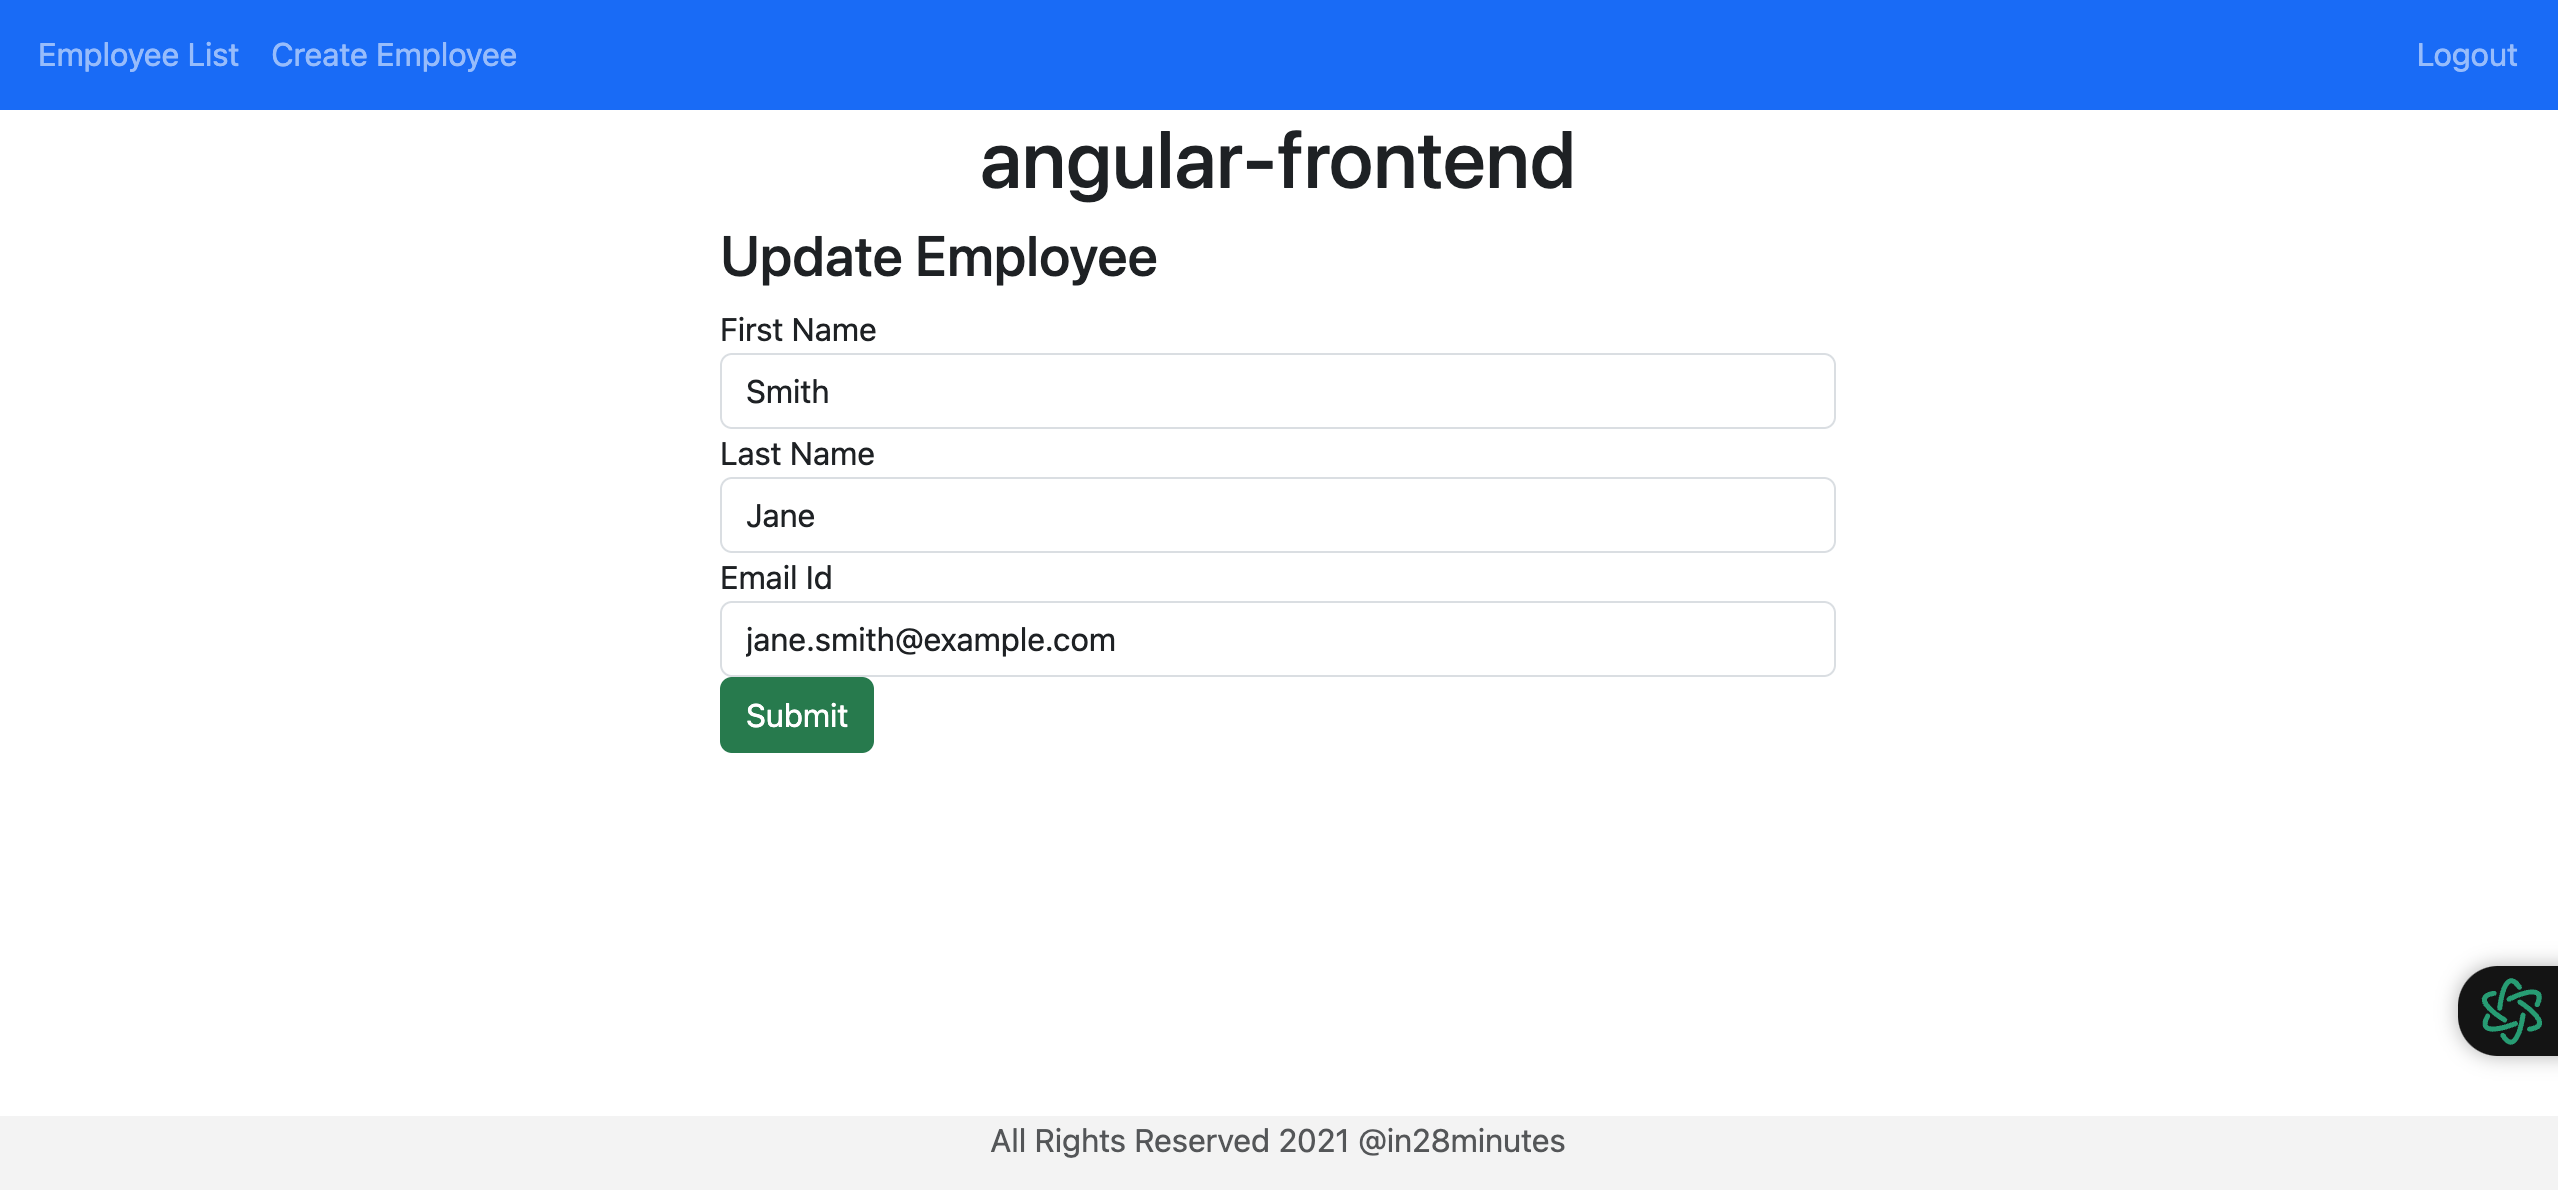 Employee List Create Employee Logout
angular-frontend
Update Employee
First Name
Smith
Last Name
Jane
Email Id
jane.smith@example.com
Submit
All Rights Reserved 2021 @in28minutes